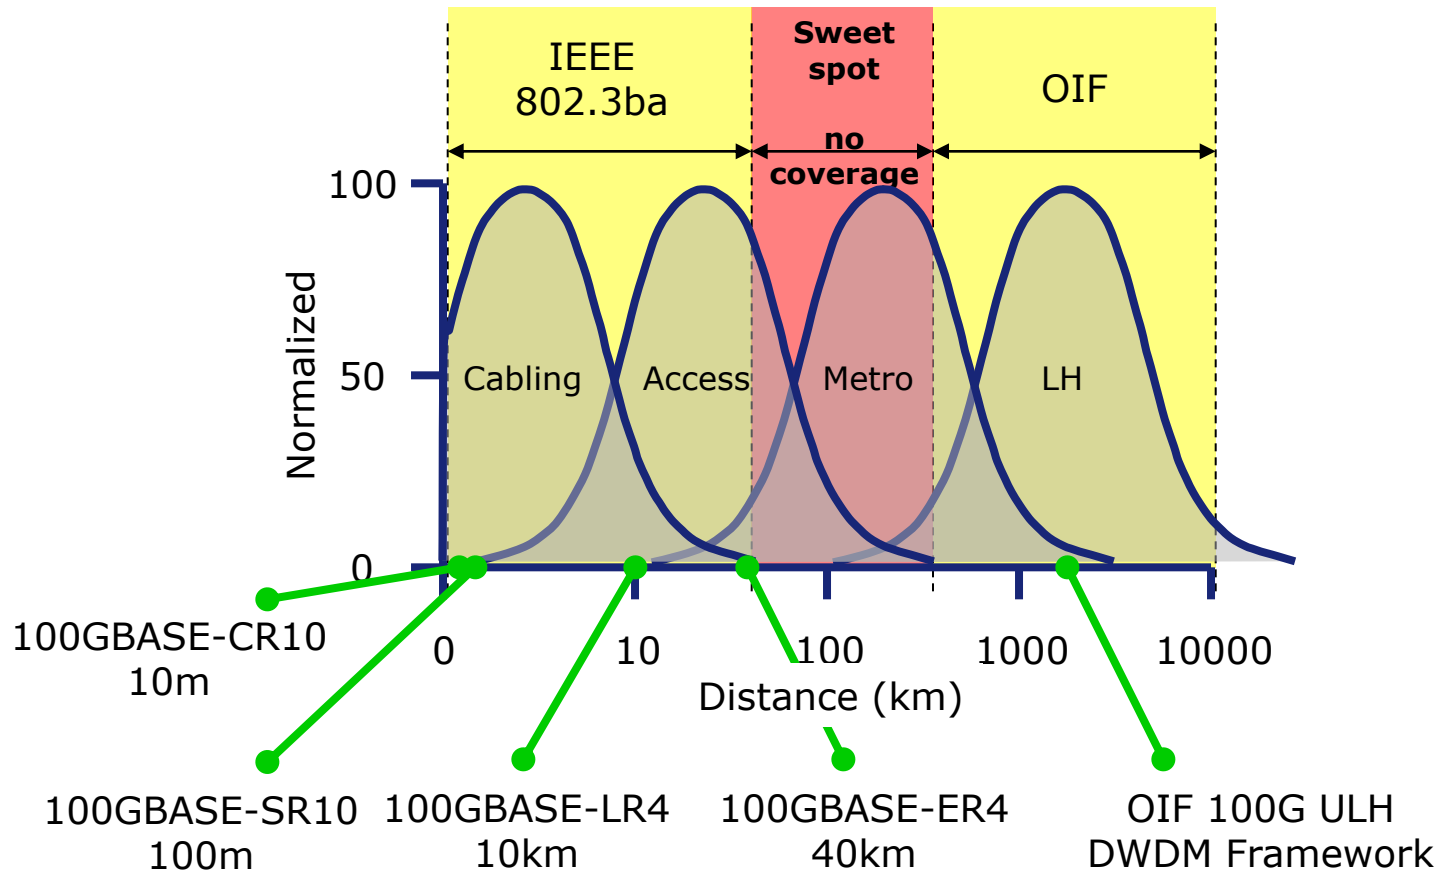 IEEE
802.3ba
Sweet
spot
no
coverage
OIF
100
50
0
Normalized
Cabling
Access
Metro
LH
0
10
100
1000
10000
Distance (km)
100GBASE-CR10
10m
100GBASE-SR10
100m
100GBASE-LR4
10km
100GBASE-ER4
40km
OIF 100G ULH
DWDM Framework